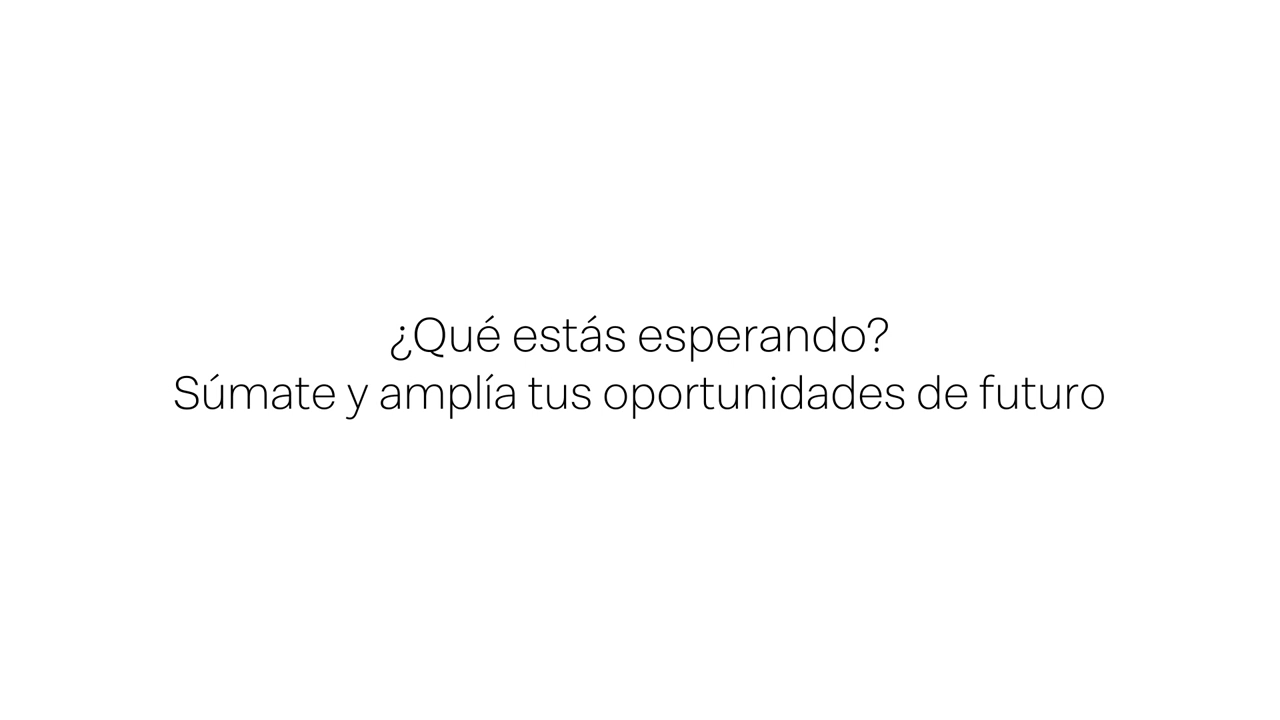 ¿Qué estás esperando?
Súmate y amplía tus oportunidades de futuro